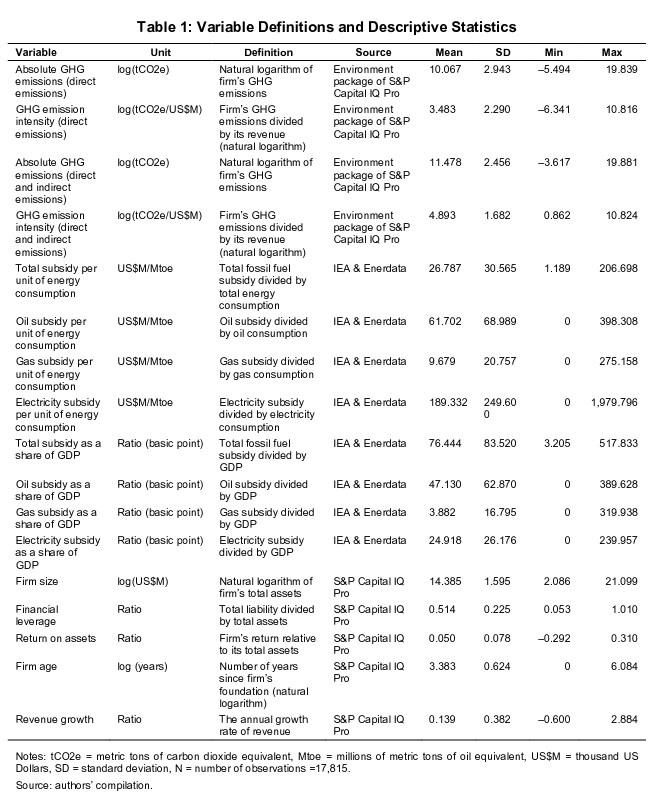 Table 1: Variable Definitions and Descriptive Statistics
Variable Unit Definition Source Mean SD Min Max
Absolute GHG log(tCO2e) Natural logarithm of Environment 10.067 2.943 –5.494 19.839
emissions (direct firm's GHG package of S&P
emissions) emissions Capital IQ Pro
GHG emission log(tCO2e/US$M) Firm's GHG Environment 3.483 2.290 –6.341 10.816
intensity (direct emissions divided package of S&P
emissions) by its revenue Capital IQ Pro
(natural logarithm)
Absolute GHG log(tCO2e) Natural logarithm of Environment 11.478 2.456 –3.617 19.881
emissions (direct firm's GHG package of S&P
and indirect emissions Capital IQ Pro
emissions)
GHG emission log(tCO2e/US$M) Firm's GHG Environment 4.893 1.682 0.862 10.824
intensity (direct emissions divided package of S&P
and indirect by its revenue Capital IQ Pro
emissions) (natural logarithm)
Total subsidy per US$M/Mtoe Total fossil fuel IEA & Enerdata 26.787 30.565 1.189 206.698
unit of energy subsidy divided by
consumption total energy
consumption
Oil subsidy per US$M/Mtoe Oil subsidy divided IEA & Enerdata 61.702 68.989 0 398.308
unit of energy by oil consumption
consumption
Gas subsidy per US$M/Mtoe Gas subsidy divided IEA & Enerdata 9.679 20.757 0 275.158
unit of energy by gas consumption
consumption
Electricity subsidy US$M/Mtoe Electricity subsidy IEA & Enerdata 189.332 249.60 0 1,979.796
per unit of energy divided by electricity 0
consumption consumption
Total subsidy as a Ratio (basic point) Total fossil fuel IEA & Enerdata 76.444 83.520 3.205 517.833
share of GDP subsidy divided by
GDP
Oil subsidy as a Ratio (basic point) Oil subsidy divided IEA & Enerdata 47.130 62.870 0 389.628
share of GDP by GDP
Gas subsidy as a Ratio (basic point) Gas subsidy divided IEA & Enerdata 3.882 16.795 0 319.938
share of GDP by GDP
Electricity subsidy Ratio (basic point) Electricity subsidy IEA & Enerdata 24.918 26.176 0 239.957
as a share of divided by GDP
GDP
Firm size log(US$M) Natural logarithm of S&P Capital IQ 14.385 1.595 2.086 21.099
firm's total assets Pro
Financial Ratio Total liability divided S&P Capital IQ 0.514 0.225 0.053 1.010
leverage by total assets Pro
Return on assets Ratio Firm's return relative S&P Capital IQ 0.050 0.078 –0.292 0.310
to its total assets Pro
Firm age log (years) Number of years S&P Capital IQ 3.383 0.624 0 6.084
since firm's Pro
foundation (natural
logarithm)
Revenue growth Ratio The annual growth S&P Capital IQ 0.139 0.382 –0.600 2.884
rate of revenue Pro
Notes: tCO2e = metric tons of carbon dioxide equivalent, Mtoe = millions of metric tons of oil equivalent, US$M = thousand US
Dollars, SD = standard deviation, N = number of observations =17,815.
Source: authors' compilation.